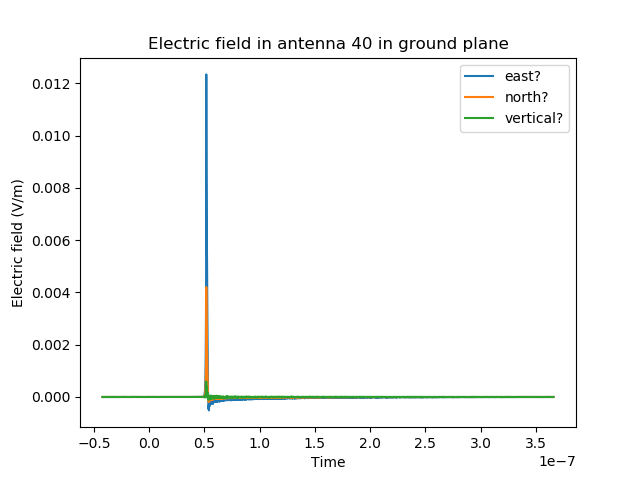 Electric field in antenna 40 in ground plane
east?
north?
vertical?
Electric field (V/m)
0.012
0.010
0.008
0.006
0.004
0.002
0.000
−0.5 0.0 0.5 1.0 1.5 2.0 2.5 3.0 3.5
1e−7
Time